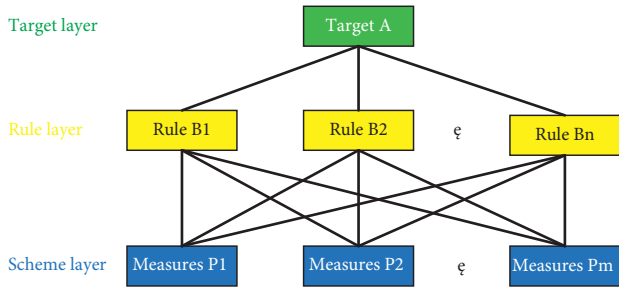 Target layer
Target A
Rule layer
Rule B1
Rule B2
ę
Rule Bn
Scheme layer
Measures P1
Measures P2
ę
Measures Pm